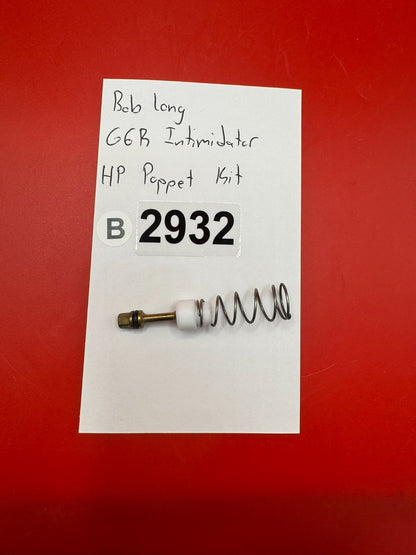 Bob Long
G6R Intimidator
HP Poppet Kit
B 2932